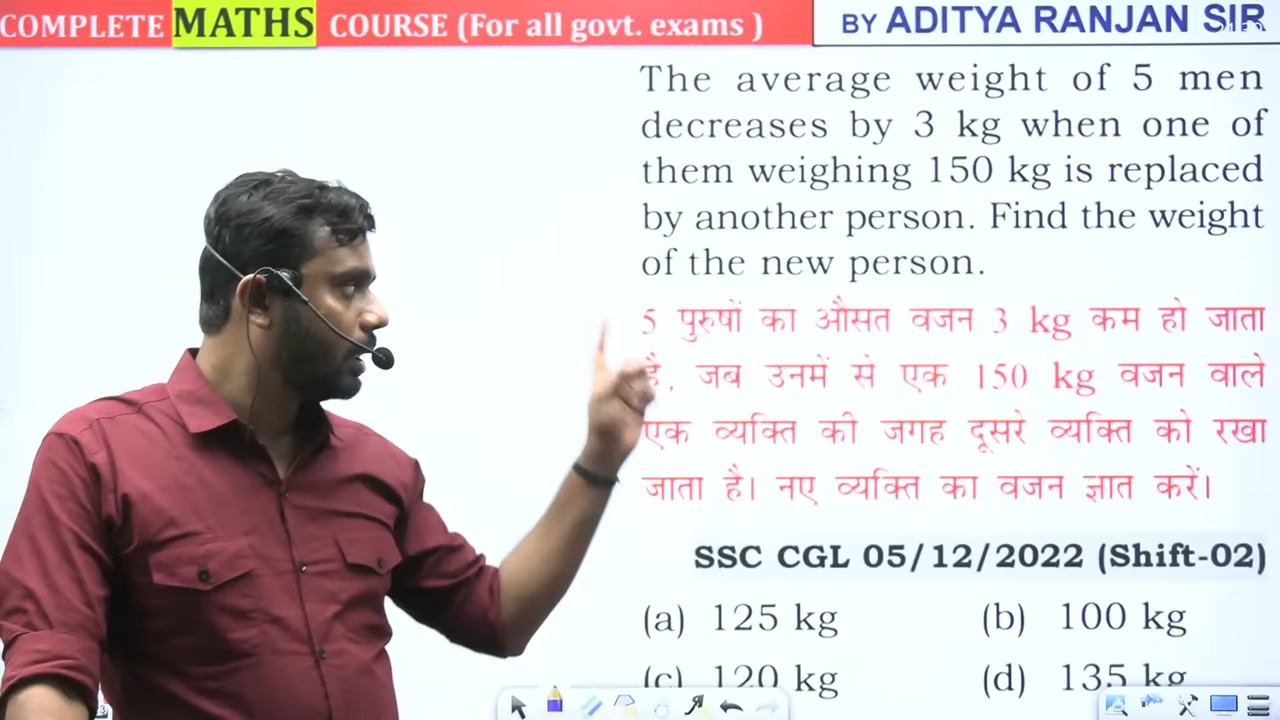 COMPLETE MATHS COURSE (For all govt. exams )
BY ADITYA RANJAN SIR
The average weight of 5 men
decreases by 3 kg when one of
them weighing 150 kg is replaced
by another person. Find the weight
of the new person.
5 पुरुषों का औसत वजन 3 kg कम हो जाता
है, जब उनमें से एक 150 kg वजन वाले
एक व्यक्ति की जगह दूसरे व्यक्ति को रखा
जाता है। नए व्यक्ति का वजन ज्ञात करें।
SSC CGL 05/12/2022 (Shift-02)
(a) 125 kg (b) 100 kg
(c) 120 kg (d) 135 kg